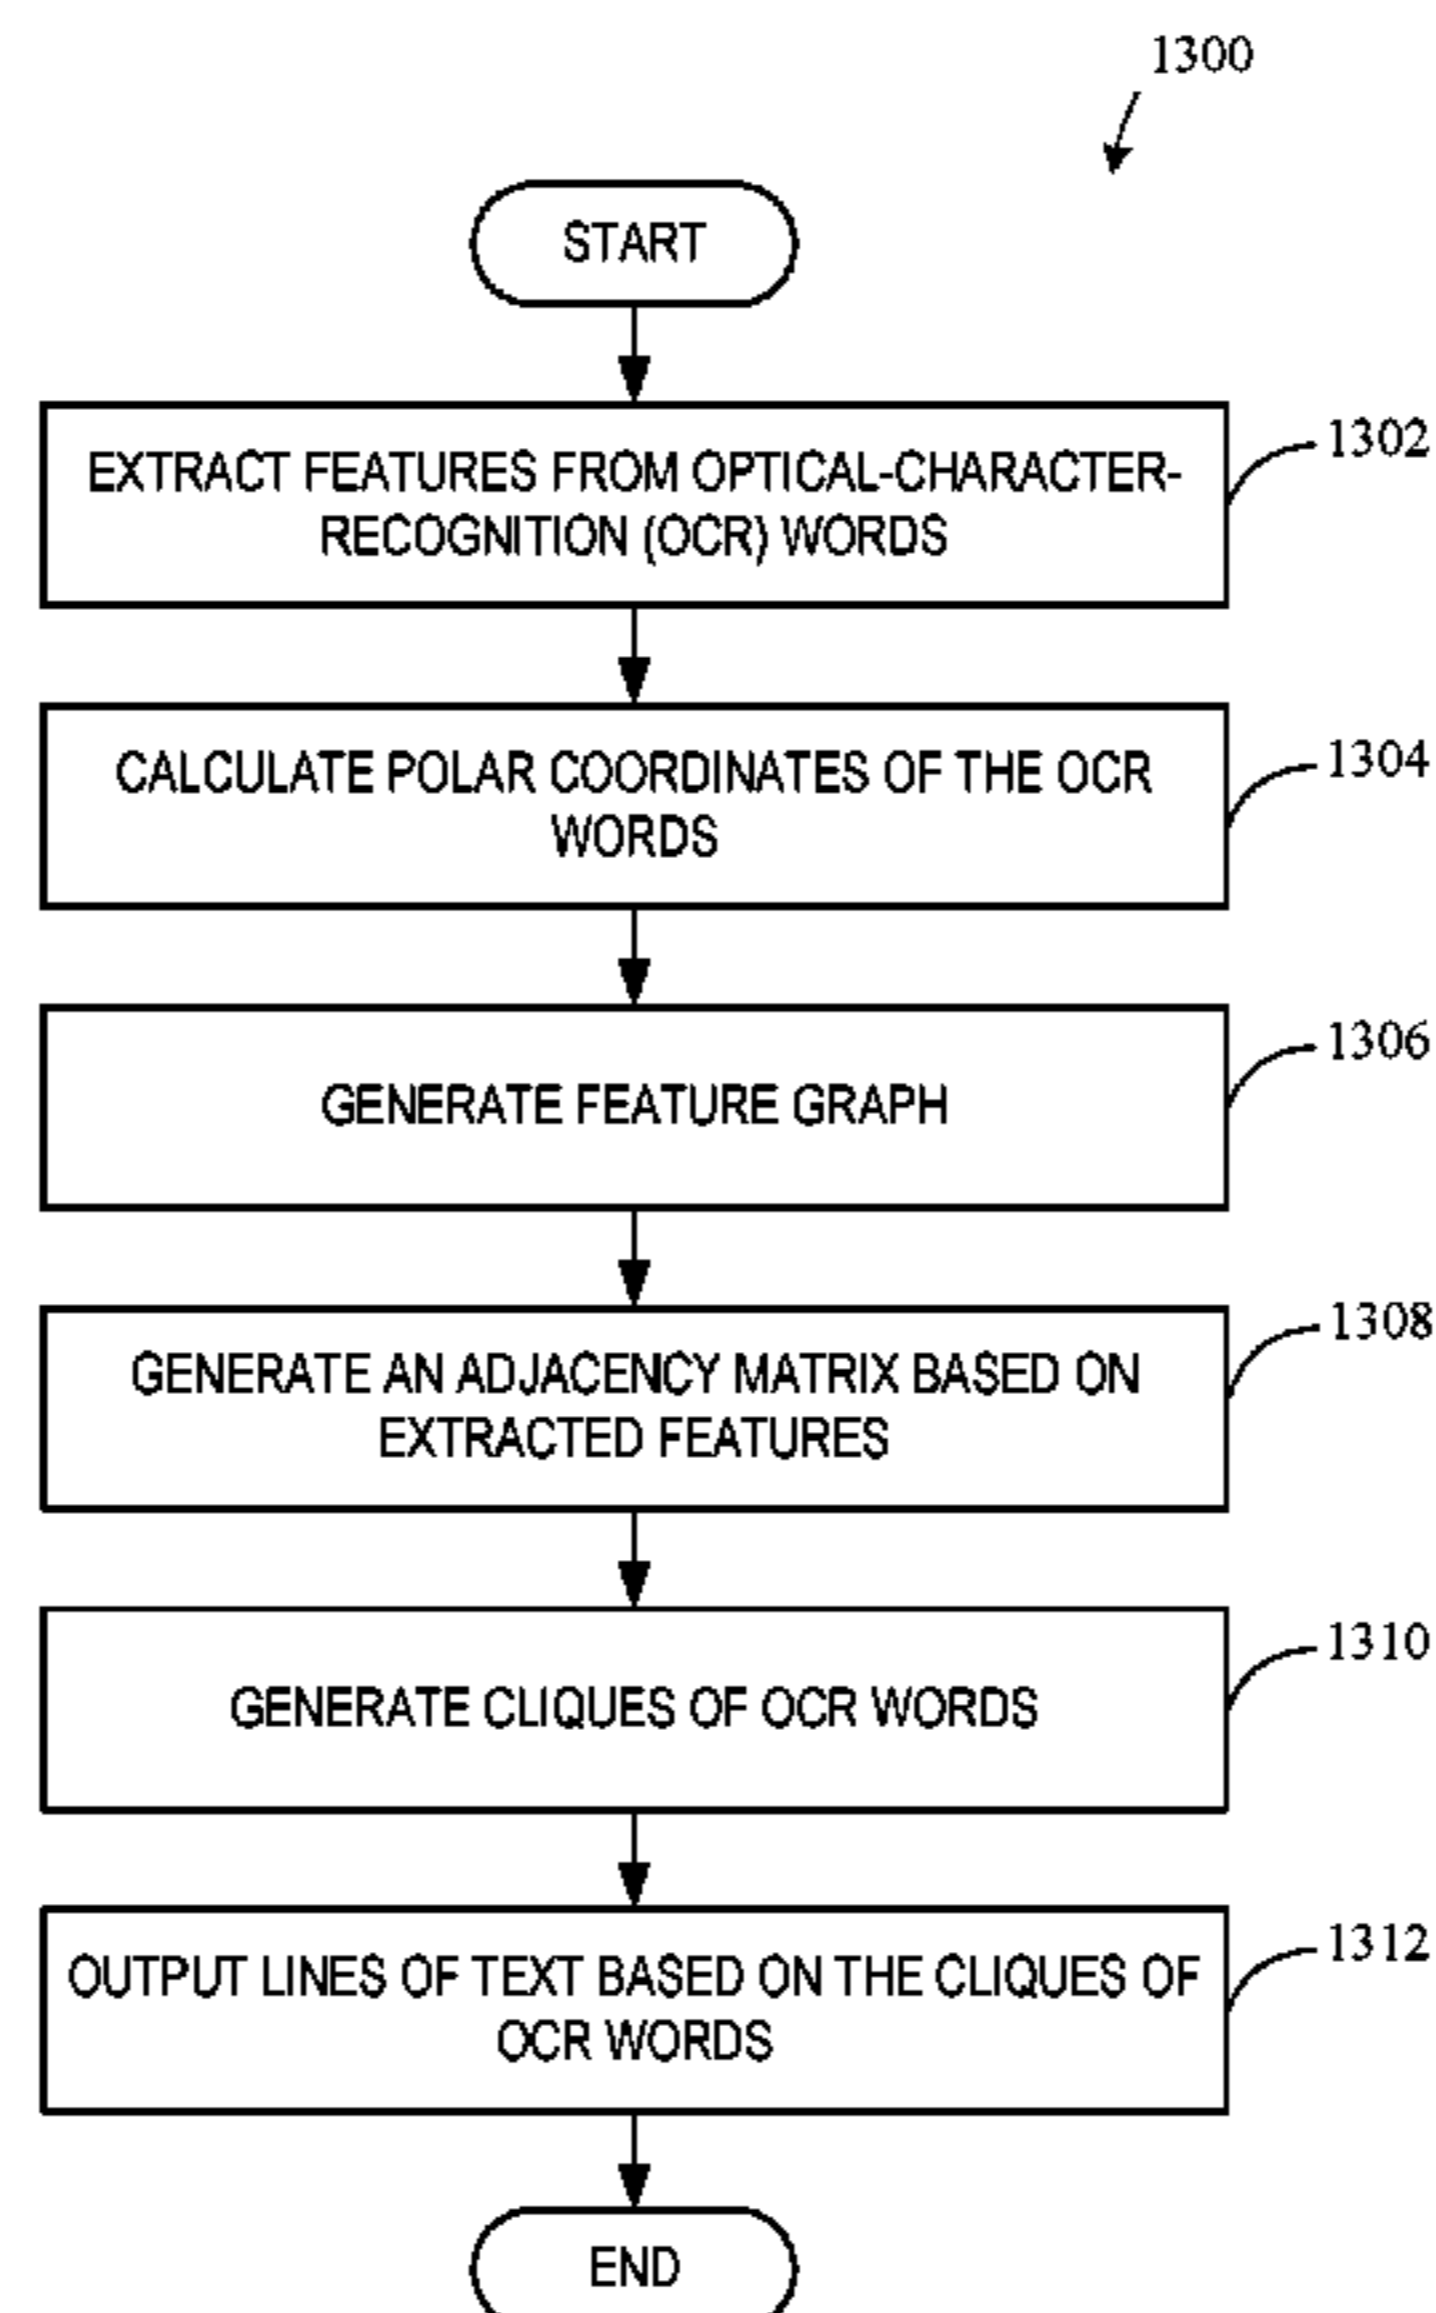 1300
START
EXTRACT FEATURES FROM OPTICAL-CHARACTER-
RECOGNITION (OCR) WORDS
1302
CALCULATE POLAR COORDINATES OF THE OCR
WORDS
1304
GENERATE FEATURE GRAPH
1306
GENERATE AN ADJACENCY MATRIX BASED ON
EXTRACTED FEATURES
1308
GENERATE CLIQUES OF OCR WORDS
1310
OUTPUT LINES OF TEXT BASED ON THE CLIQUES OF
OCR WORDS
1312
END